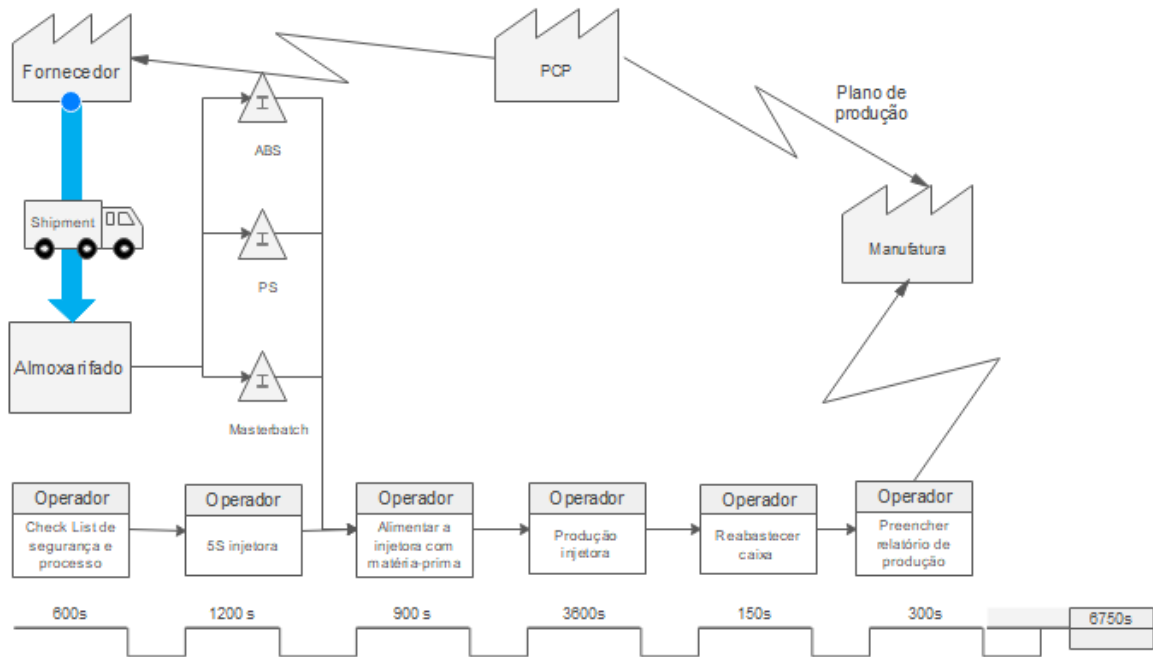 Fornecedor
PCP
Plano de
produção
I
ABS
Shipment
I
PS
Manufatura
Almoxarifado
I
Masterbatch
Operador
Check List de
segurança e
processo
Operador
5S injetora
Operador
Alimentar a
injetora com
matéria-prima
Operador
Produção
injetora
Operador
Reabastecer
caixa
Operador
Preencher
relatório de
produção
600s
1200s
900s
3600s
150s
300s
6750s